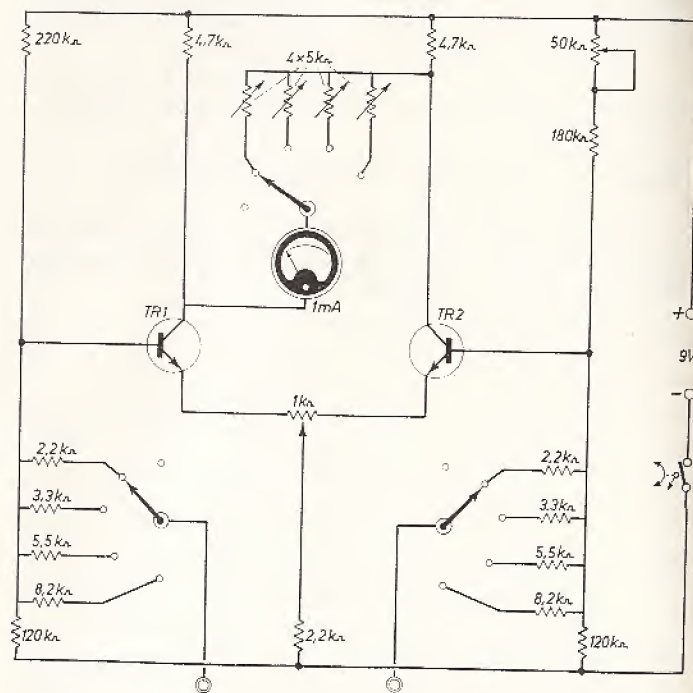 220kΩ
4,7kΩ
4×5kΩ
4,7kΩ
50kΩ
180kΩ
1mA
TR1
TR2
+
9V
-
1kΩ
2,2kΩ
3,3kΩ
5,5kΩ
8,2kΩ
120kΩ
2,2kΩ
2,2kΩ
3.3kΩ
5,5kΩ
8,2kΩ
120kΩ